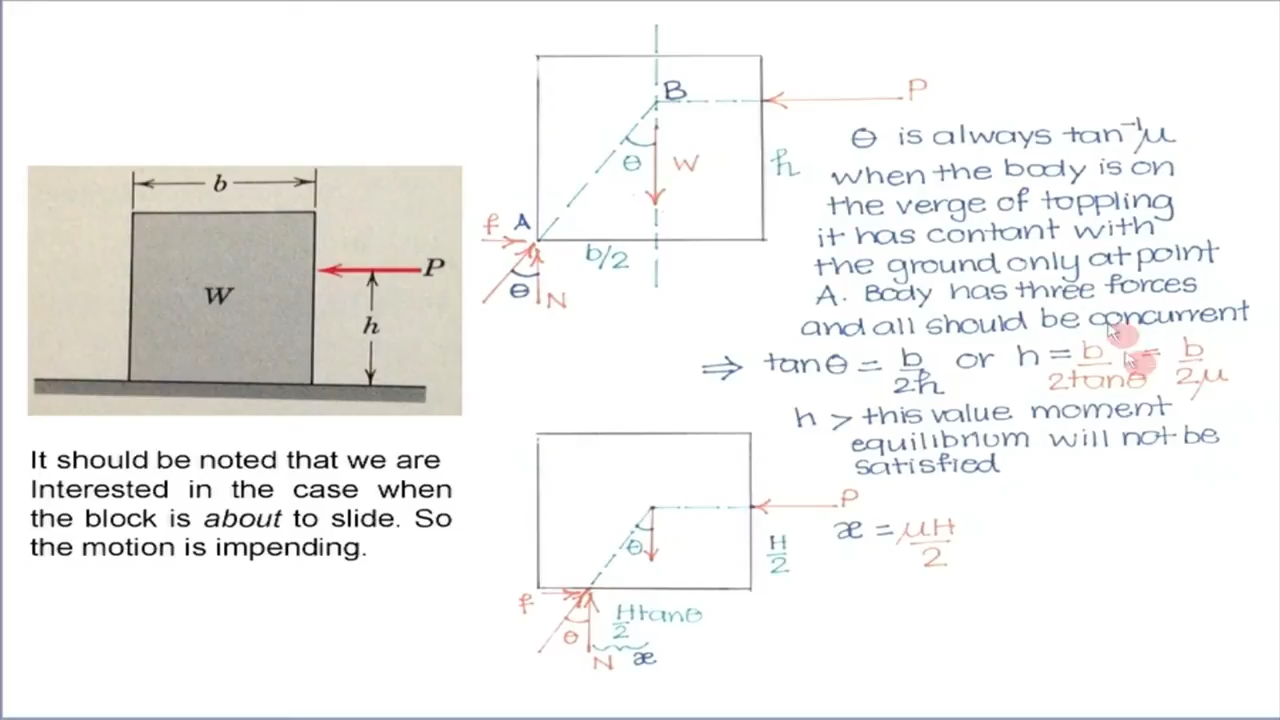 b
W
P
h
It should be noted that we are
Interested in the case when
the block is about to slide. So
the motion is impending.
B
P
θ
W
h
f A
b/2
θ N
θ is always tan⁻¹μ
when the body is on
the verge of toppling
it has contant with
the ground only at point
A. Body has three forces
and all should be concurrent
⇒ tanθ = b/2h or h = b/2tanθ = b/2μ
h > this value moment
equilibrium will not be
satisfied
P
θ
H/2
x = μH/2
f
θ
H/2 tanθ
N x